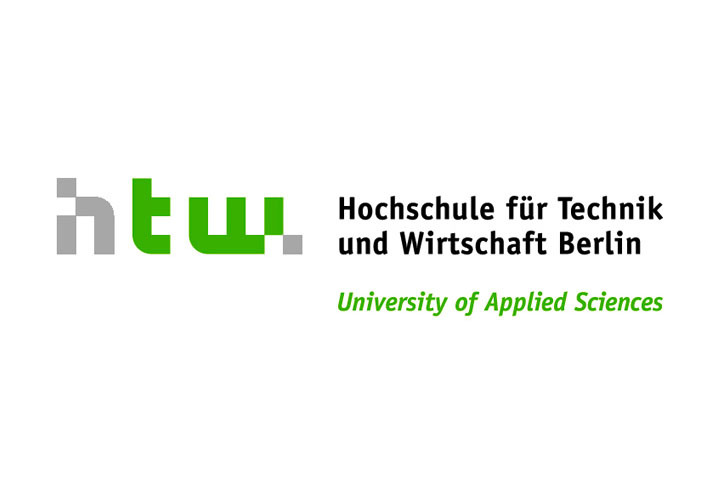 htw.
Hochschule für Technik
und Wirtschaft Berlin
University of Applied Sciences